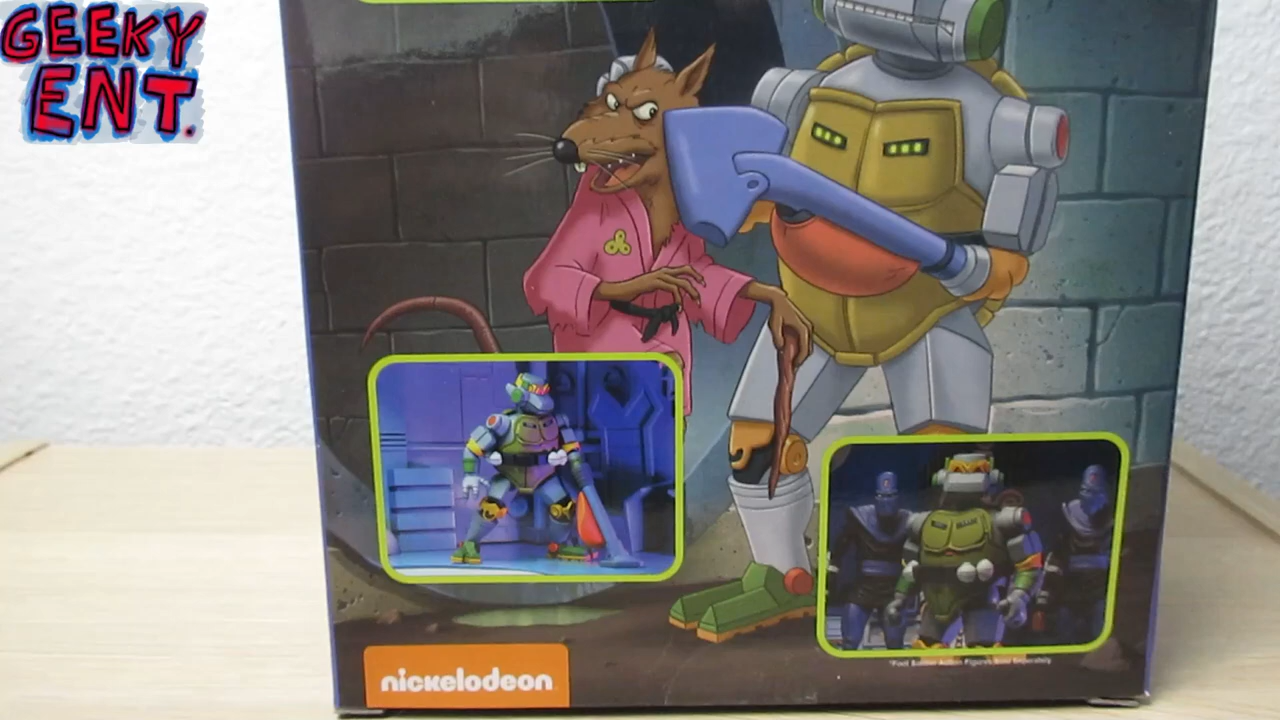 GEEKY
ENT.
nickelodeon
*Foot Soldier Action Figures Sold Separately